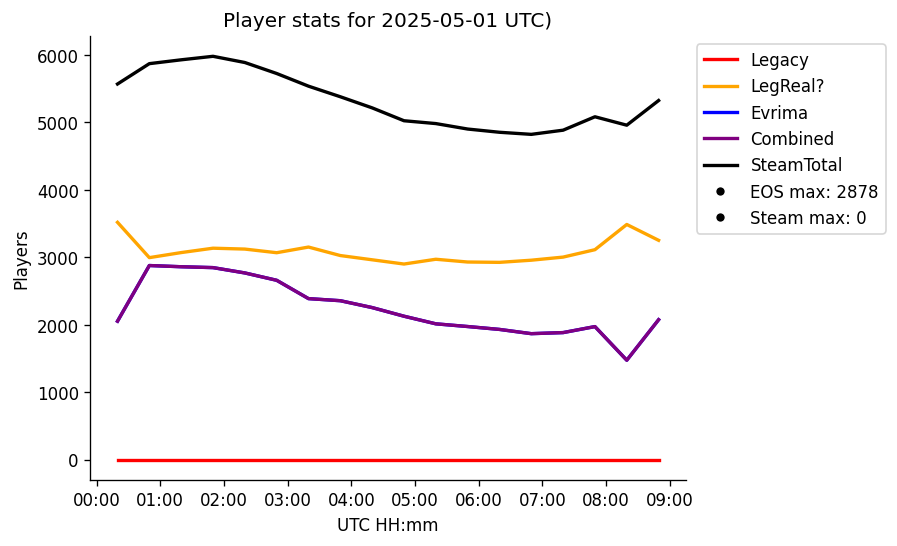 Player stats for 2025-05-01 UTC)
Legacy
LegReal?
Evrima
Combined
SteamTotal
EOS max: 2878
Steam max: 0
Players
6000
5000
4000
3000
2000
1000
0
00:00 01:00 02:00 03:00 04:00 05:00 06:00 07:00 08:00 09:00
UTC HH:mm